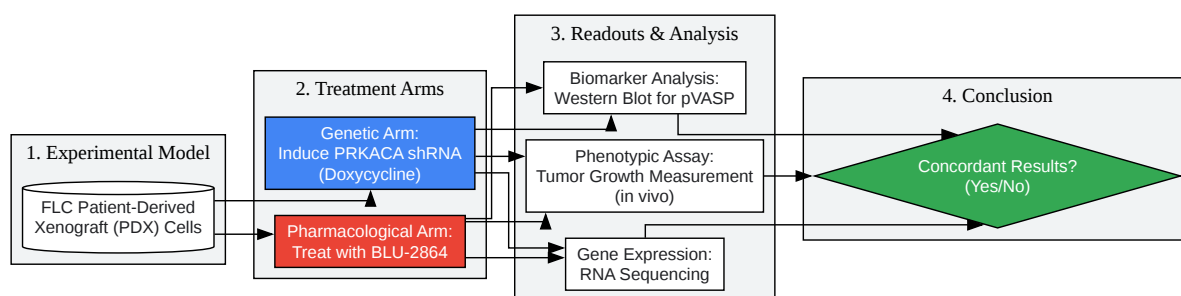 1. Experimental Model
FLC Patient-Derived
Xenograft (PDX) Cells
2. Treatment Arms
Genetic Arm:
Induce PRKACA shRNA
(Doxycycline)
Pharmacological Arm:
Treat with BLU-2864
3. Readouts & Analysis
Biomarker Analysis:
Western Blot for pVASP
Phenotypic Assay:
Tumor Growth Measurement
(in vivo)
Gene Expression:
RNA Sequencing
4. Conclusion
Concordant Results?
(Yes/No)